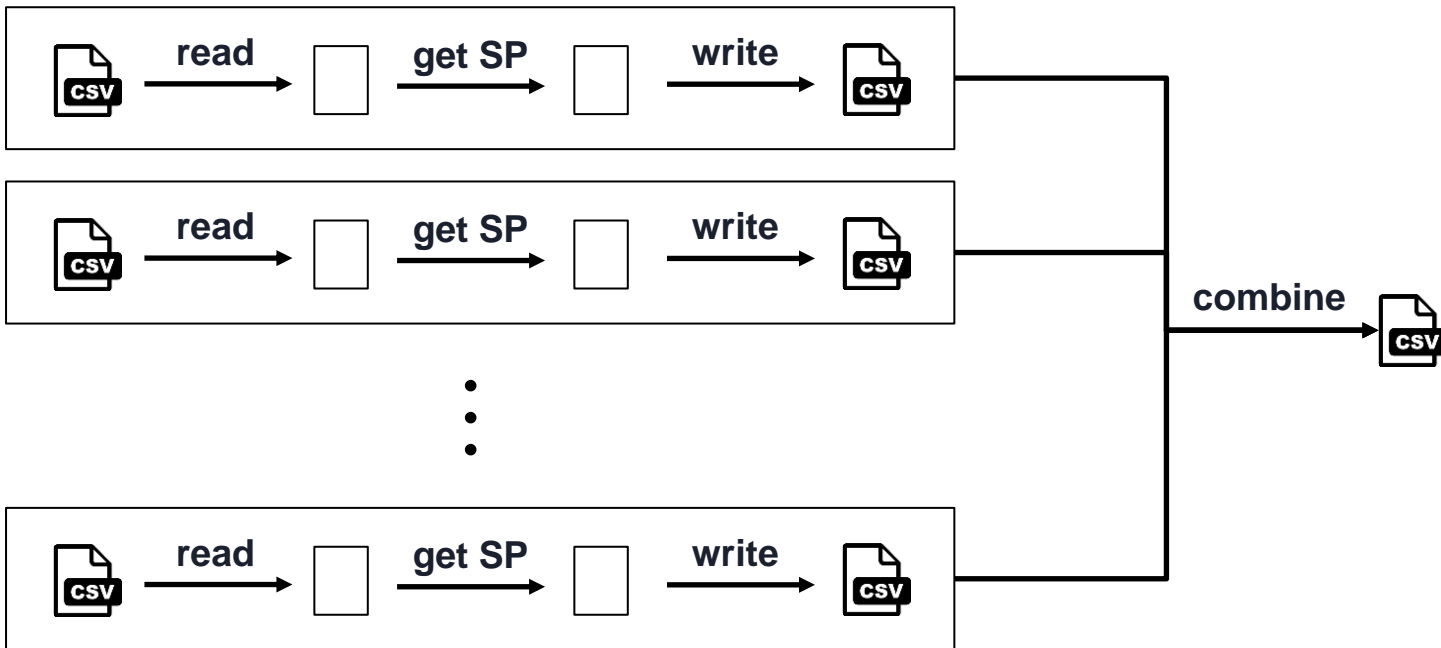 read get SP write
CSV CSV
read get SP write
CSV CSV
combine
CSV
read get SP write
CSV CSV